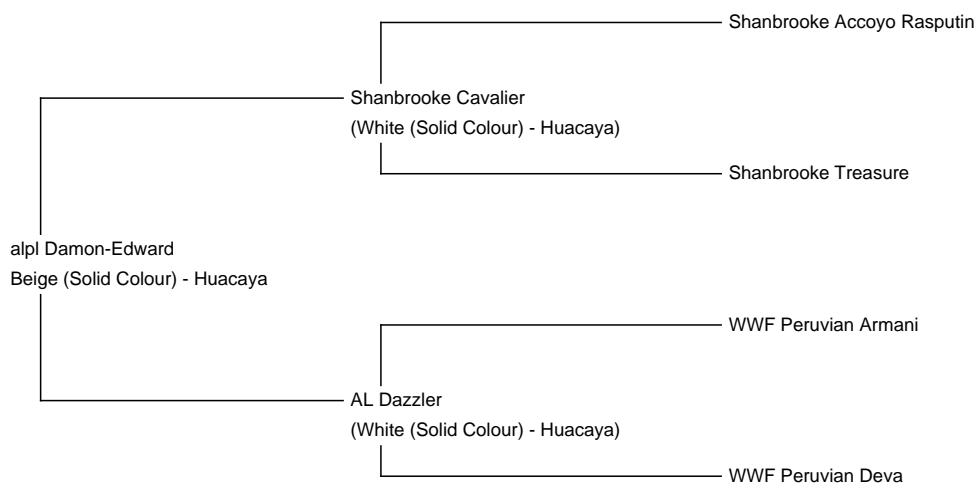 Shanbrooke Accoyo Rasputin
Shanbrooke Cavalier
(White (Solid Colour) - Huacaya)
Shanbrooke Treasure
alpl Damon-Edward
Beige (Solid Colour) - Huacaya
WWF Peruvian Armani
AL Dazzler
(White (Solid Colour) - Huacaya)
WWF Peruvian Deva